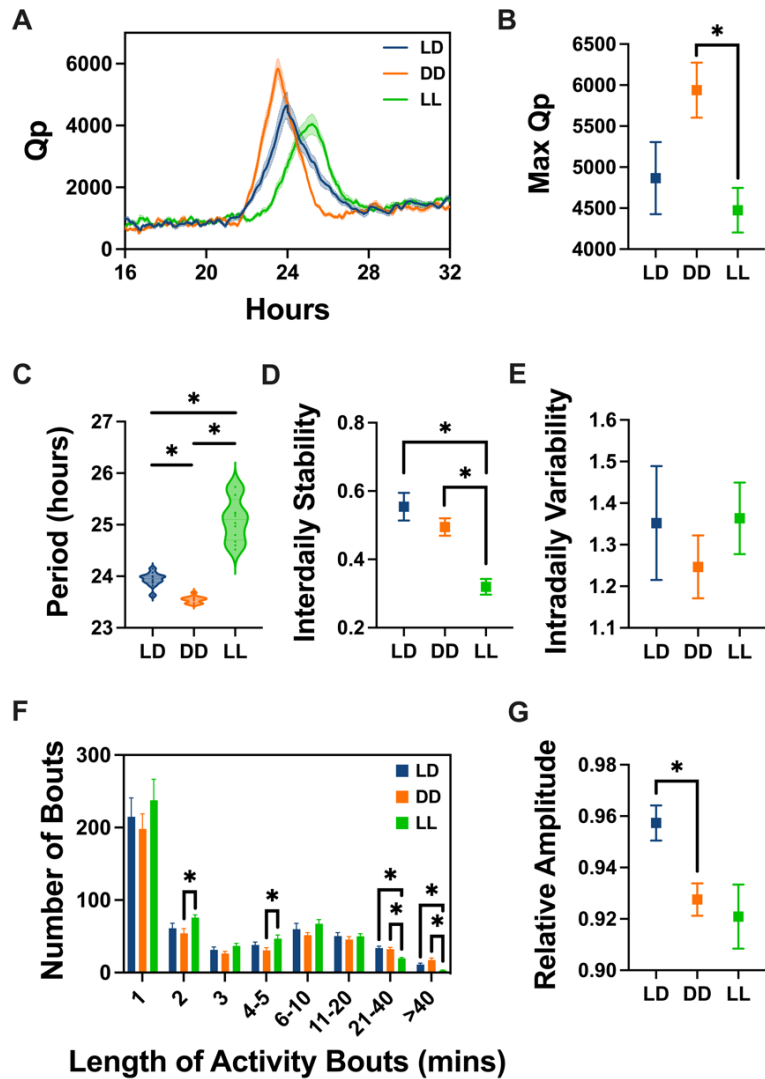 A
LD
DD
LL
6000
4000
2000
0
Qp
16 20 24 28 32
Hours
B
*
6500
6000
5500
5000
4500
4000
Max Qp
LD DD LL
C
*
* *
27
26
25
24
23
Period (hours)
LD DD LL
D
*
*
0.8
0.6
0.4
0.2
Interdaily Stability
LD DD LL
E
1.6
1.5
1.4
1.3
1.2
1.1
Intradaily Variability
LD DD LL
F
LD
DD
LL
300
200
100
0
Number of Bouts
* * * * * *
1 2 3 4-5 6-10 11-20 21-40 >40
Length of Activity Bouts (mins)
G
*
0.98
0.96
0.94
0.92
0.90
Relative Amplitude
LD DD LL